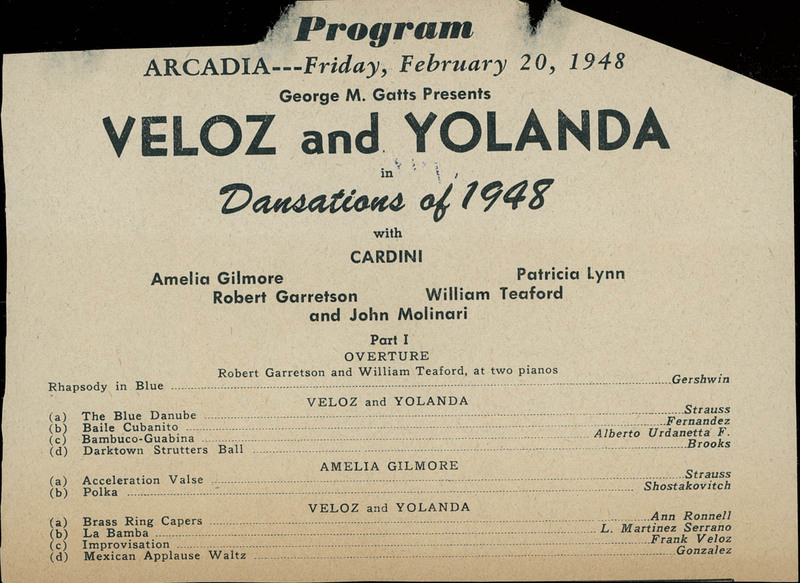 Program
ARCADIA---Friday, February 20, 1948
George M. Gatts Presents
VELOZ and YOLANDA
in
Dansations of 1948
with
CARDINI
Amelia Gilmore Patricia Lynn
Robert Garretson William Teaford
and John Molinari
Part I
OVERTURE
Robert Garretson and William Teaford, at two pianos
Rhapsody in Blue ........ Gershwin
VELOZ and YOLANDA
(a) The Blue Danube ........ Strauss
(b) Baile Cubanito ........ Fernandez
(c) Bambuco-Guabina ........ Alberto Urdanetta F.
(d) Darktown Strutters Ball ........ Brooks
AMELIA GILMORE
(a) Acceleration Valse ........ Strauss
(b) Polka ........ Shostakovitch
VELOZ and YOLANDA
(a) Brass Ring Capers ........ Ann Ronnell
(b) La Bamba ........ L. Martinez Serrano
(c) Improvisation ........ Frank Veloz
(d) Mexican Applause Waltz ........ Gonzalez